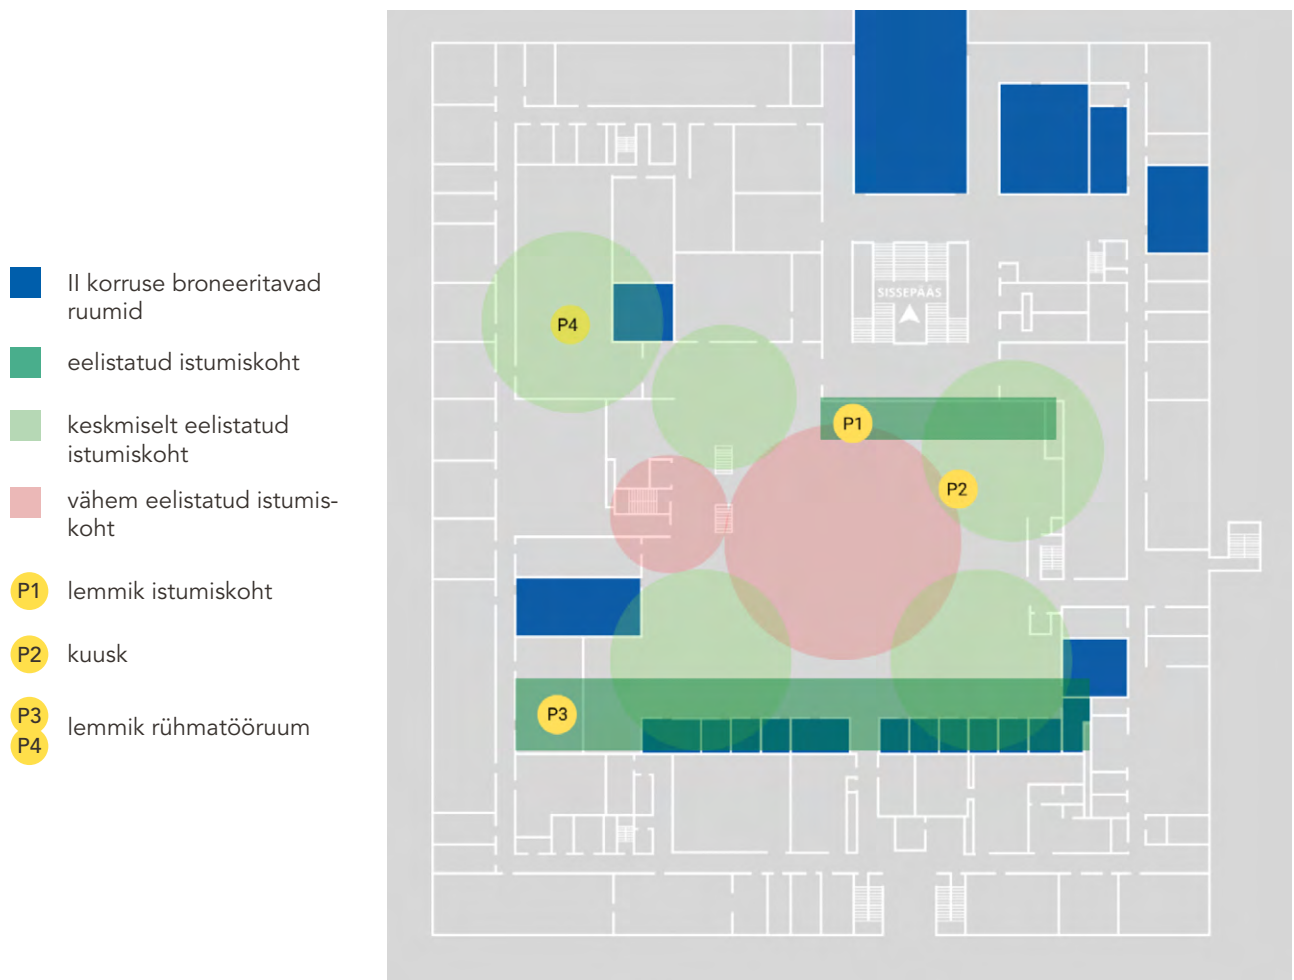 II korruse broneeritavad
ruumid
eelistatud istumiskoht
keskmiselt eelistatud
istumiskoht
vähem eelistatud istumis-
koht
P1 lemmik istumiskoht
P2 kuusk
P3
P4
lemmik rühmatööruum
SISSEPÄÄS
P4
P1
P2
P3